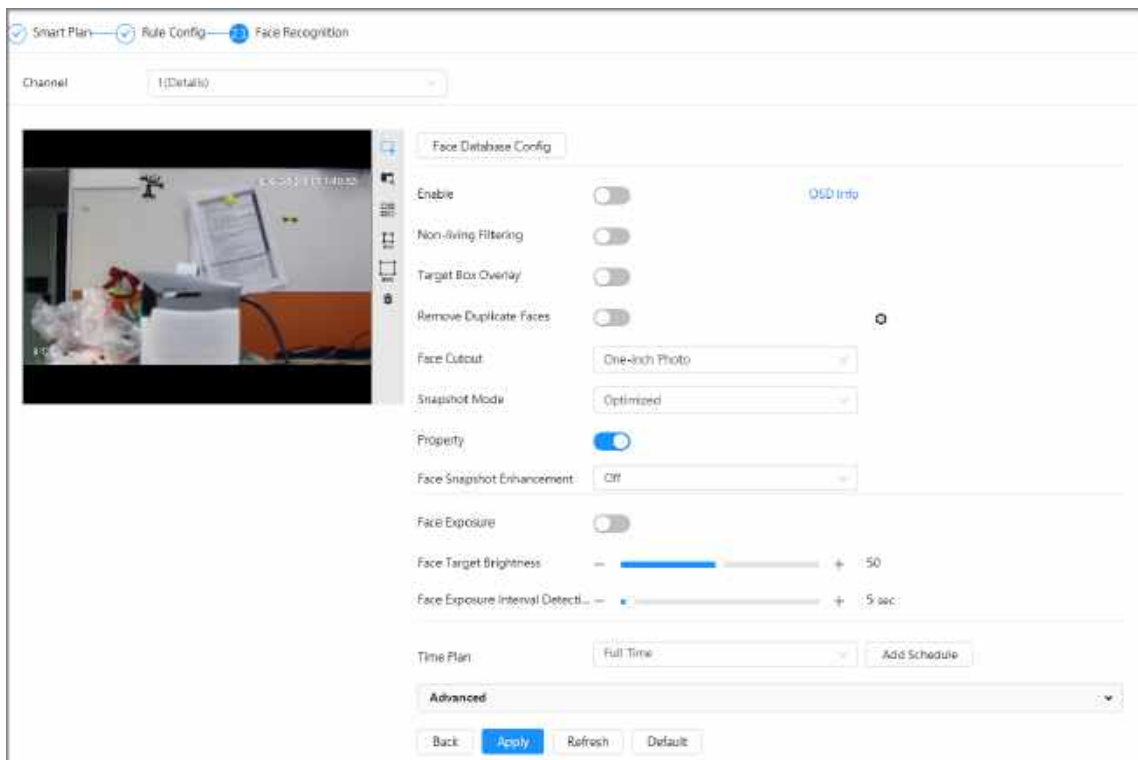 Smart Plan Rule Config Face Recognition
Channel 1(Details)
Face Database Config
Enable OSD Info
Non-living Filtering
Target Box Overlay
Remove Duplicate Faces
Face Cutout One-inch Photo
Snapshot Mode Optimized
Property
Face Snapshot Enhancement Off
Face Exposure
Face Target Brightness 50
Face Exposure Interval Detecti... 5 sec
Time Plan Full Time Add Schedule
Advanced
Back Apply Refresh Default